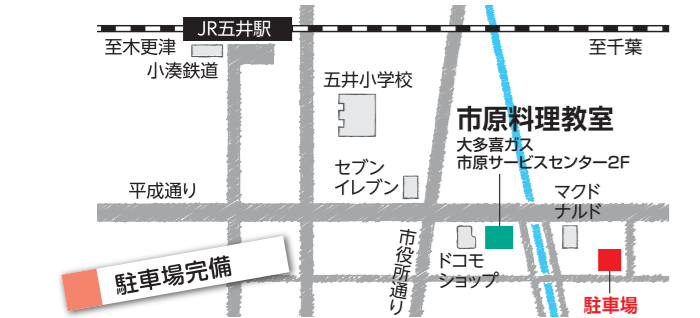 JR五井駅
至木更津
至千葉
小湊鉄道
五井小学校
市原料理教室
大多喜ガス
市原サービスセンター2F
セブン
イレブン
平成通り
マクド
ナルド
市役所通り
ドコモ
ショップ
駐車場完備
駐車場